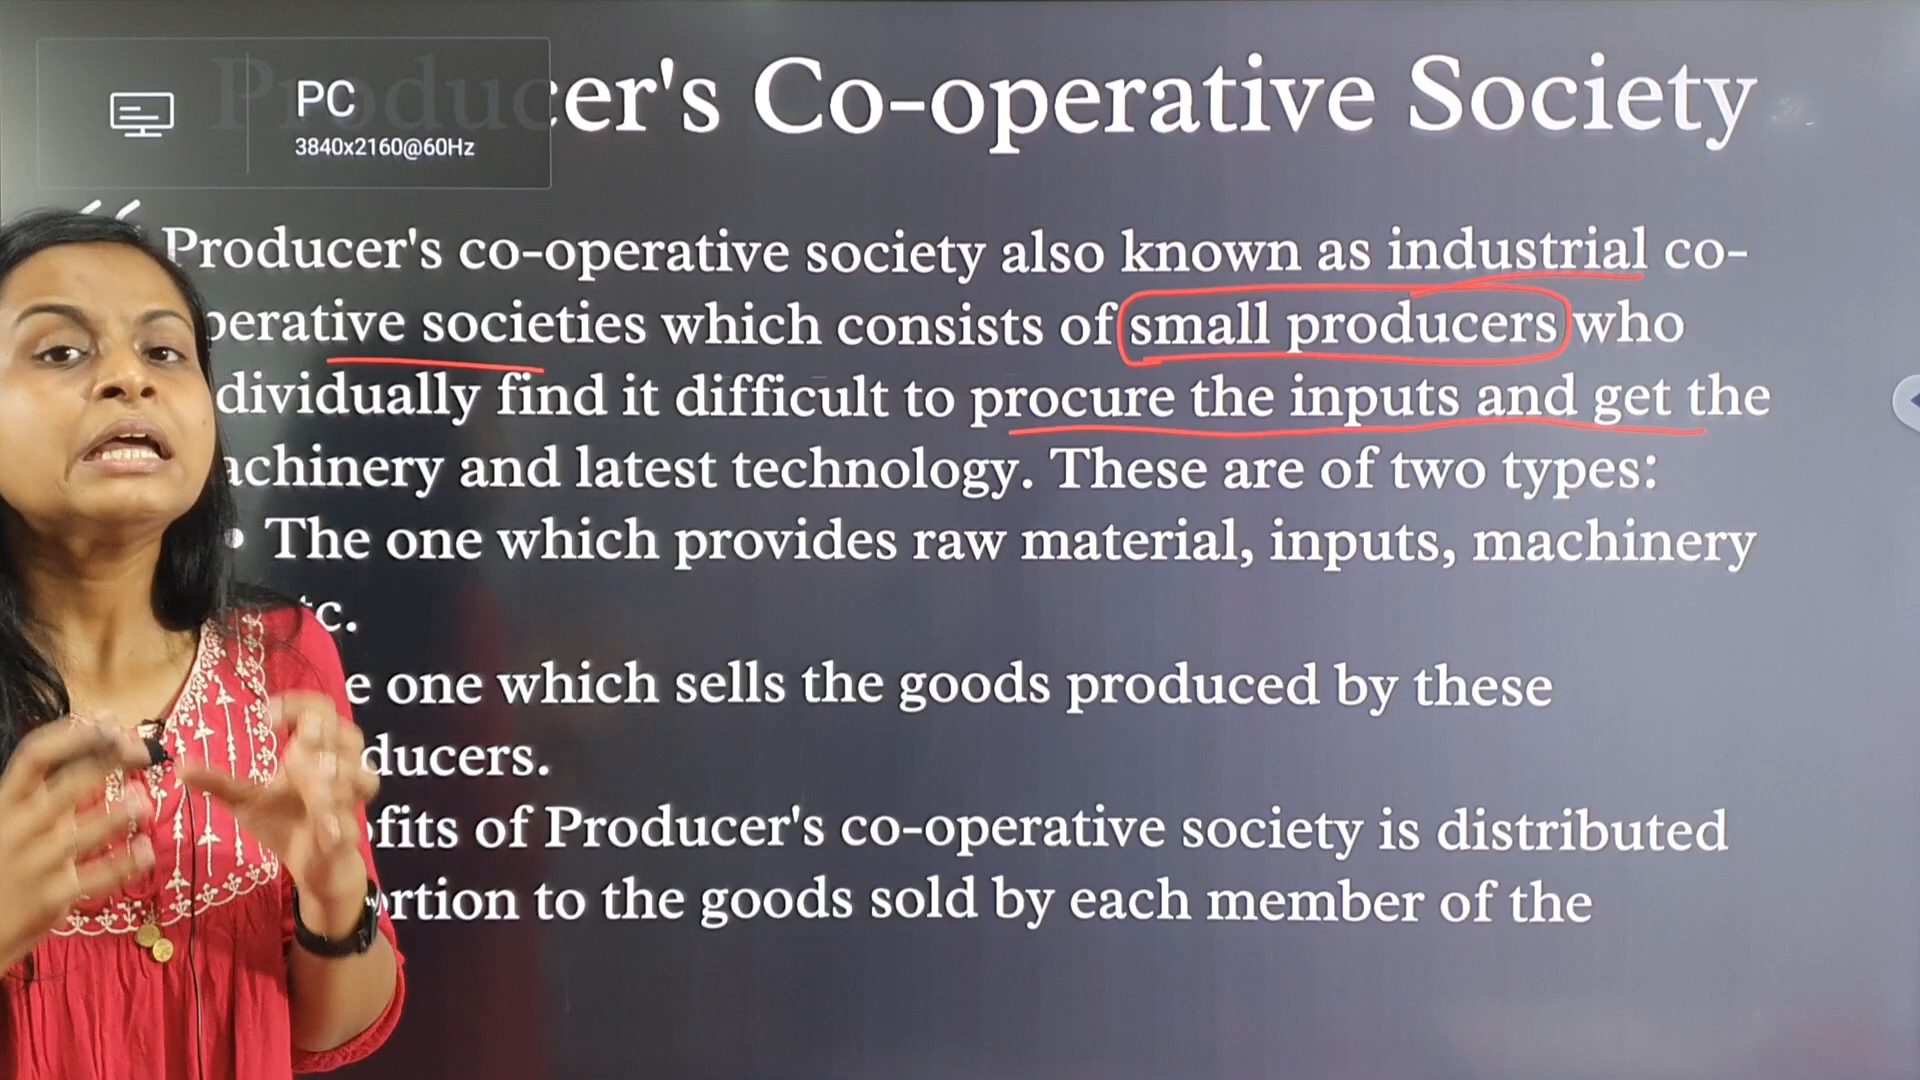 PC
3840x2160@60Hz
Producer's Co-operative Society
Producer's co-operative society also known as industrial co-
perative societies which consists of small producers who
dividually find it difficult to procure the inputs and get the
achinery and latest technology. These are of two types:
• The one which provides raw material, inputs, machinery
tc.
e one which sells the goods produced by these
ducers.
ofits of Producer's co-operative society is distributed
ortion to the goods sold by each member of the